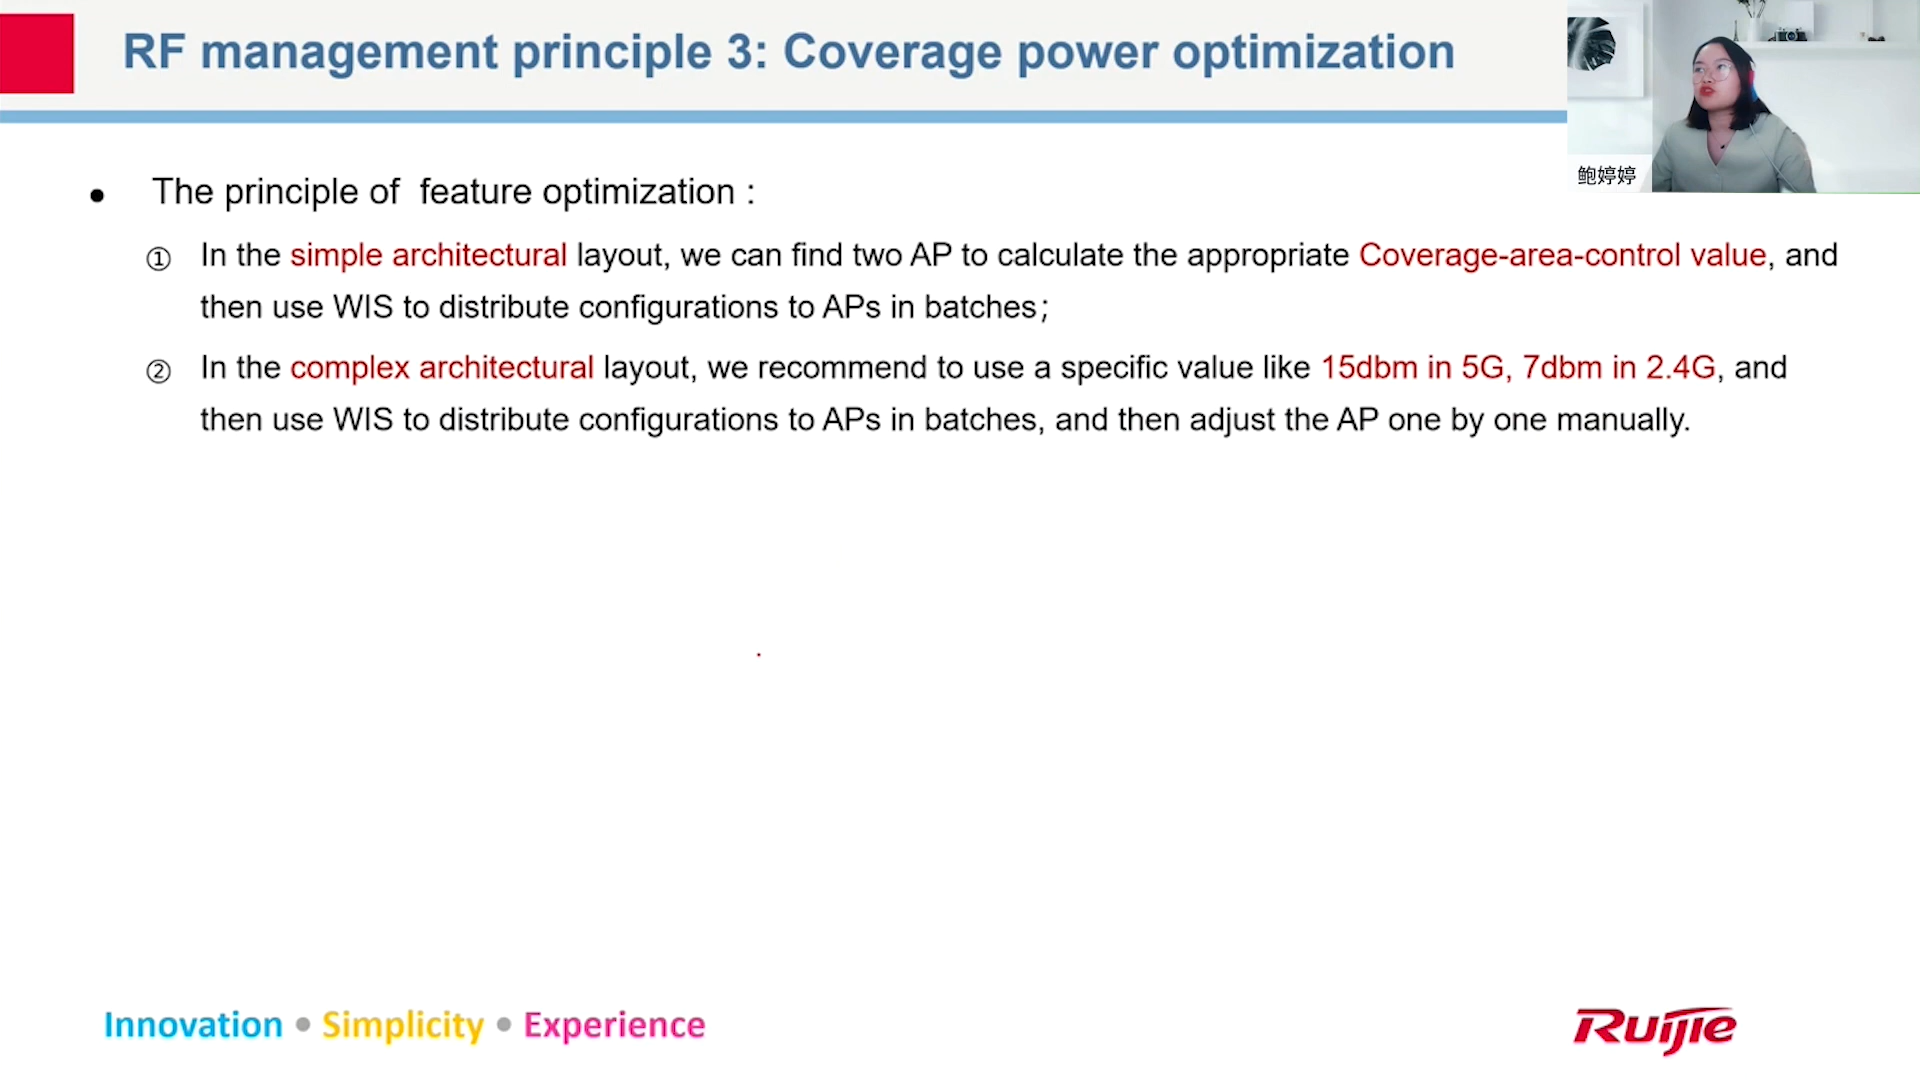 RF management principle 3: Coverage power optimization
鲍婷婷
• The principle of feature optimization :
① In the simple architectural layout, we can find two AP to calculate the appropriate Coverage-area-control value, and
then use WIS to distribute configurations to APs in batches；
② In the complex architectural layout, we recommend to use a specific value like 15dbm in 5G, 7dbm in 2.4G, and
then use WIS to distribute configurations to APs in batches, and then adjust the AP one by one manually.
Innovation • Simplicity • Experience
Ruijie